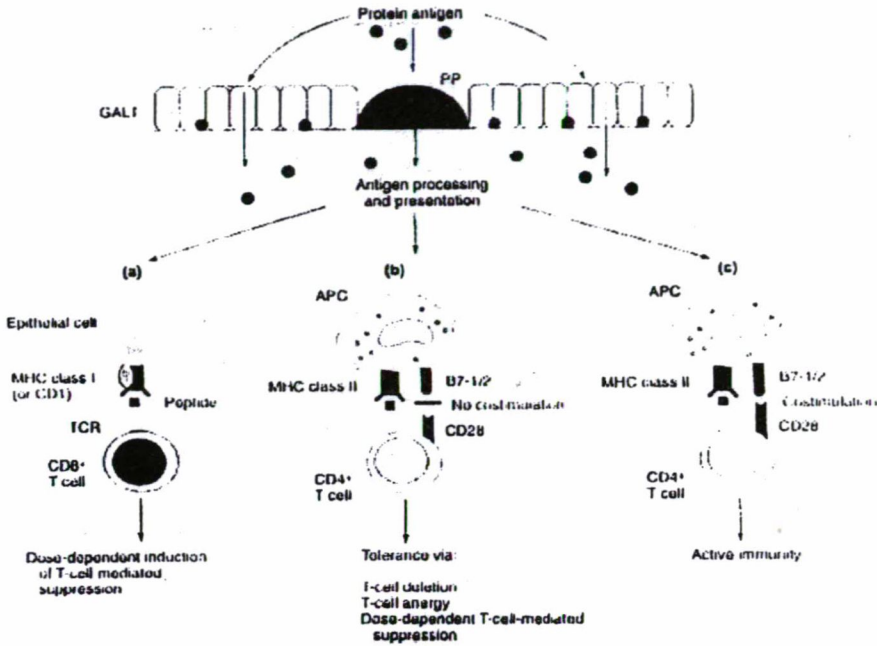 Protein antigen
PP
GALT
Antigen processing
and presentation
(a)
(b)
(c)
APC
APC
Epithelial cell
MHC class I
(or CD1)
Peptide
TCR
CD8+
T cell
MHC class II
B7-1/2
No costimulation
CD28
CD4+
T cell
MHC class II
B7-1/2
Costimulation
CD28
CD4+
T cell
Dose-dependent induction
of T-cell mediated
suppression
Tolerance via:
T-cell deletion
T-cell anergy
Dose-dependent T-cell-mediated
suppression
Active immunity